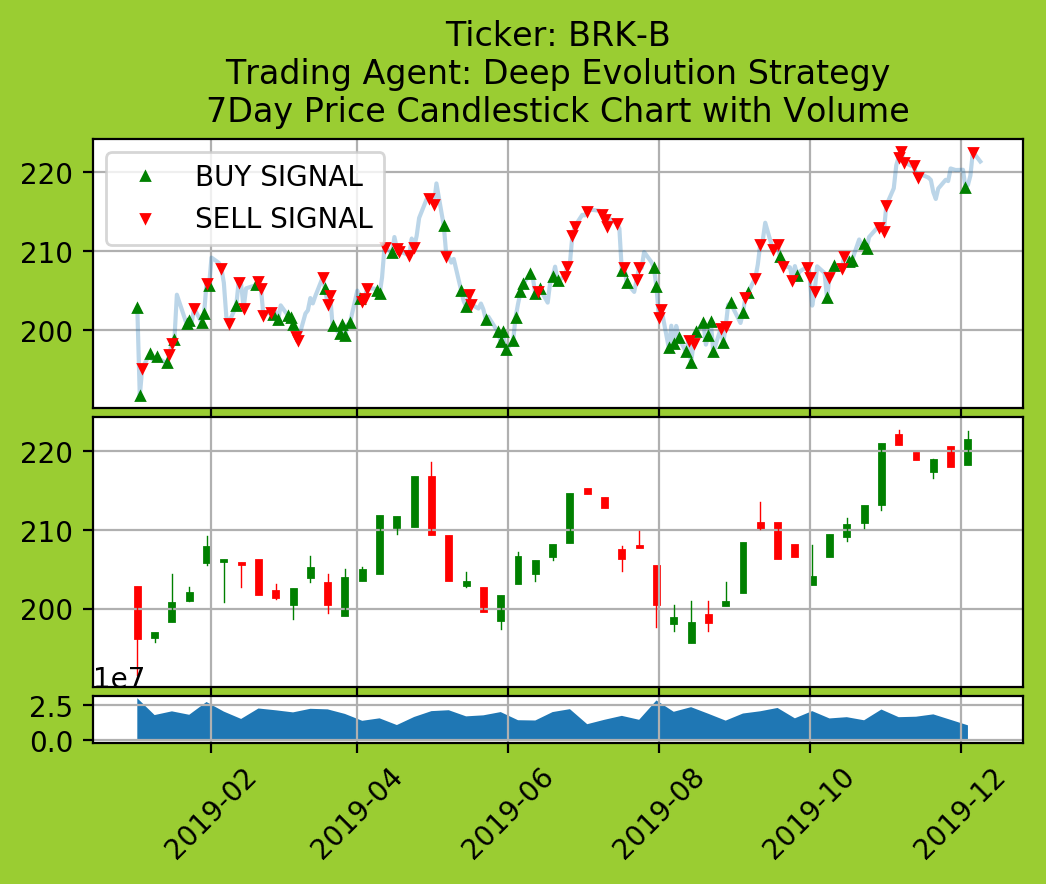 Ticker: BRK-B
Trading Agent: Deep Evolution Strategy
7Day Price Candlestick Chart with Volume
BUY SIGNAL
SELL SIGNAL
220
210
200
220
210
200
1e7
2.5
0.0
2019-02
2019-04
2019-06
2019-08
2019-10
2019-12